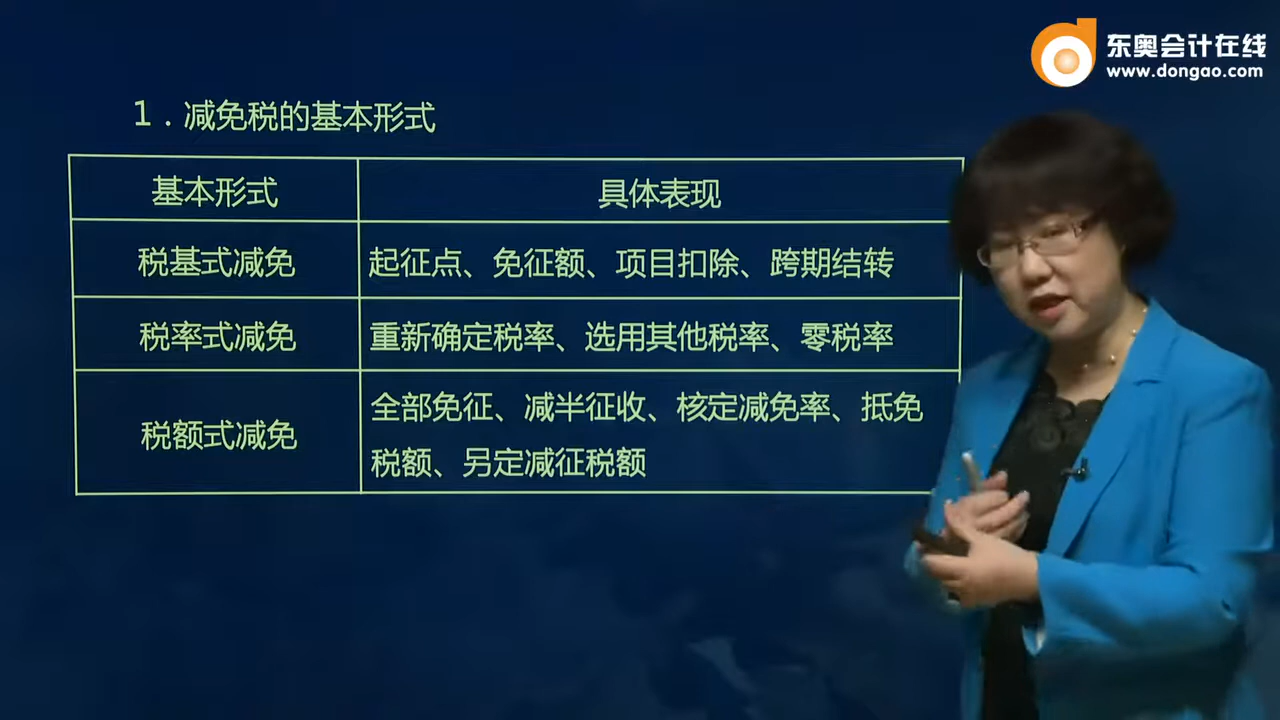 东奥会计在线
www.dongao.com
1．减免税的基本形式
基本形式 具体表现
税基式减免 起征点、免征额、项目扣除、跨期结转
税率式减免 重新确定税率、选用其他税率、零税率
税额式减免 全部免征、减半征收、核定减免率、抵免
税额、另定减征税额